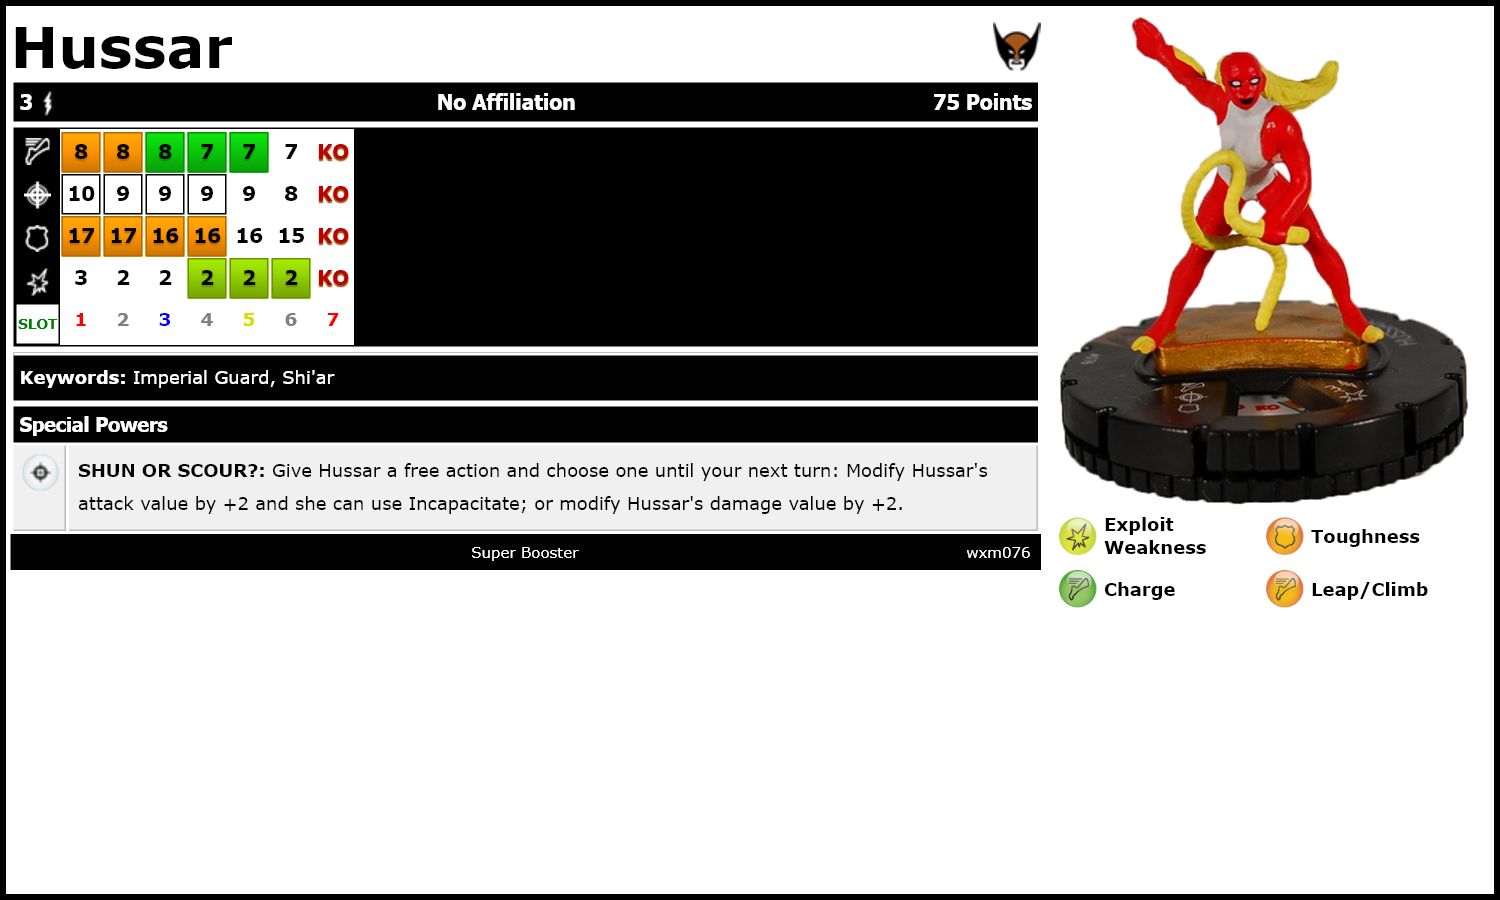 Hussar
3 No Affiliation 75 Points
8 8 8 7 7 7 KO
10 9 9 9 9 8 KO
17 17 16 16 16 15 KO
3 2 2 2 2 2 KO
SLOT 1 2 3 4 5 6 7
Keywords: Imperial Guard, Shi'ar
Special Powers
SHUN OR SCOUR?: Give Hussar a free action and choose one until your next turn: Modify Hussar's
attack value by +2 and she can use Incapacitate; or modify Hussar's damage value by +2.
Super Booster wxm076
KO
Exploit
Weakness
Toughness
Charge
Leap/Climb